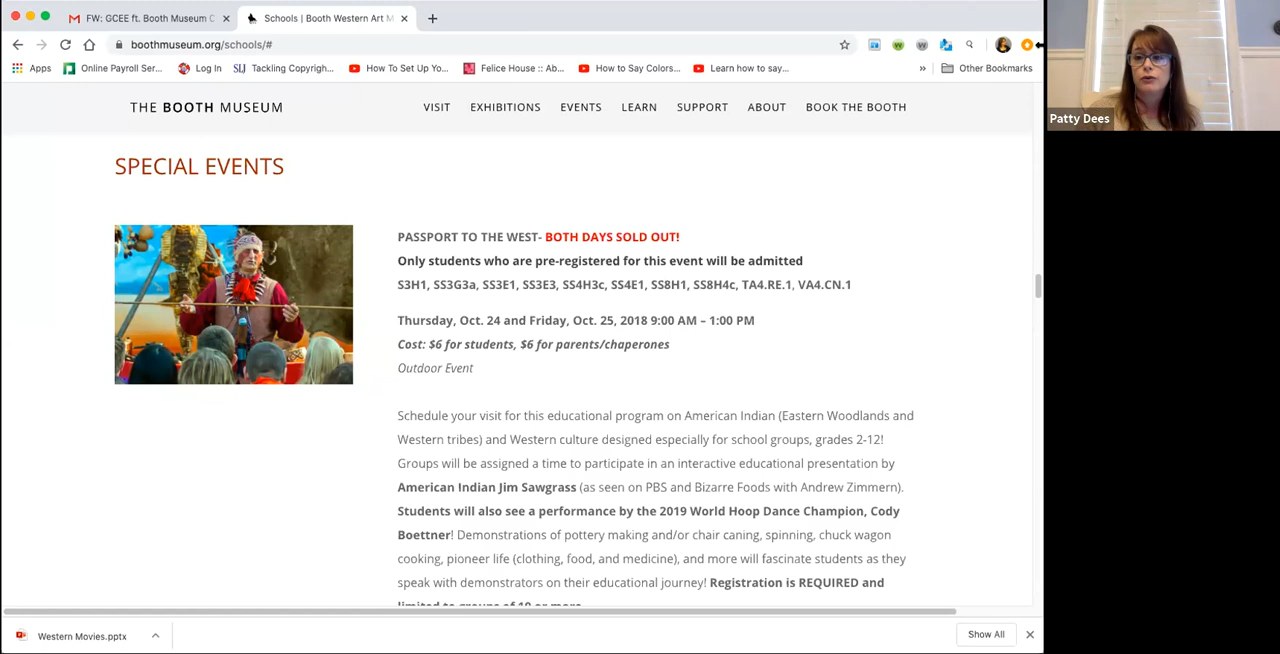 FW: GCEE ft. Booth Museum
Schools | Booth Western Art M
boothmuseum.org/schools/#
Apps
Online Payroll Ser...
Log In
SIJ
Tackling Copyrigh...
How To Set Up Yo...
Felice House :: Ab...
How to Say Colors...
Learn how to say...
»
Other Bookmarks
Patty Dees
THE BOOTH MUSEUM
VISIT EXHIBITIONS EVENTS LEARN SUPPORT ABOUT BOOK THE BOOTH
SPECIAL EVENTS
PASSPORT TO THE WEST- BOTH DAYS SOLD OUT!
Only students who are pre-registered for this event will be admitted
S3H1, SS3G3a, SS3E1, SS3E3, SS4H3c, SS4E1, SS8H1, SS8H4c, TA4.RE.1, VA4.CN.1
Thursday, Oct. 24 and Friday, Oct. 25, 2018 9:00 AM – 1:00 PM
Cost: $6 for students, $6 for parents/chaperones
Outdoor Event
Schedule your visit for this educational program on American Indian (Eastern Woodlands and
Western tribes) and Western culture designed especially for school groups, grades 2-12!
Groups will be assigned a time to participate in an interactive educational presentation by
American Indian Jim Sawgrass (as seen on PBS and Bizarre Foods with Andrew Zimmern).
Students will also see a performance by the 2019 World Hoop Dance Champion, Cody
Boettner! Demonstrations of pottery making and/or chair caning, spinning, chuck wagon
cooking, pioneer life (clothing, food, and medicine), and more will fascinate students as they
speak with demonstrators on their educational journey! Registration is REQUIRED and
limited to groups of 10 or more
Western Movies.pptx
Show All